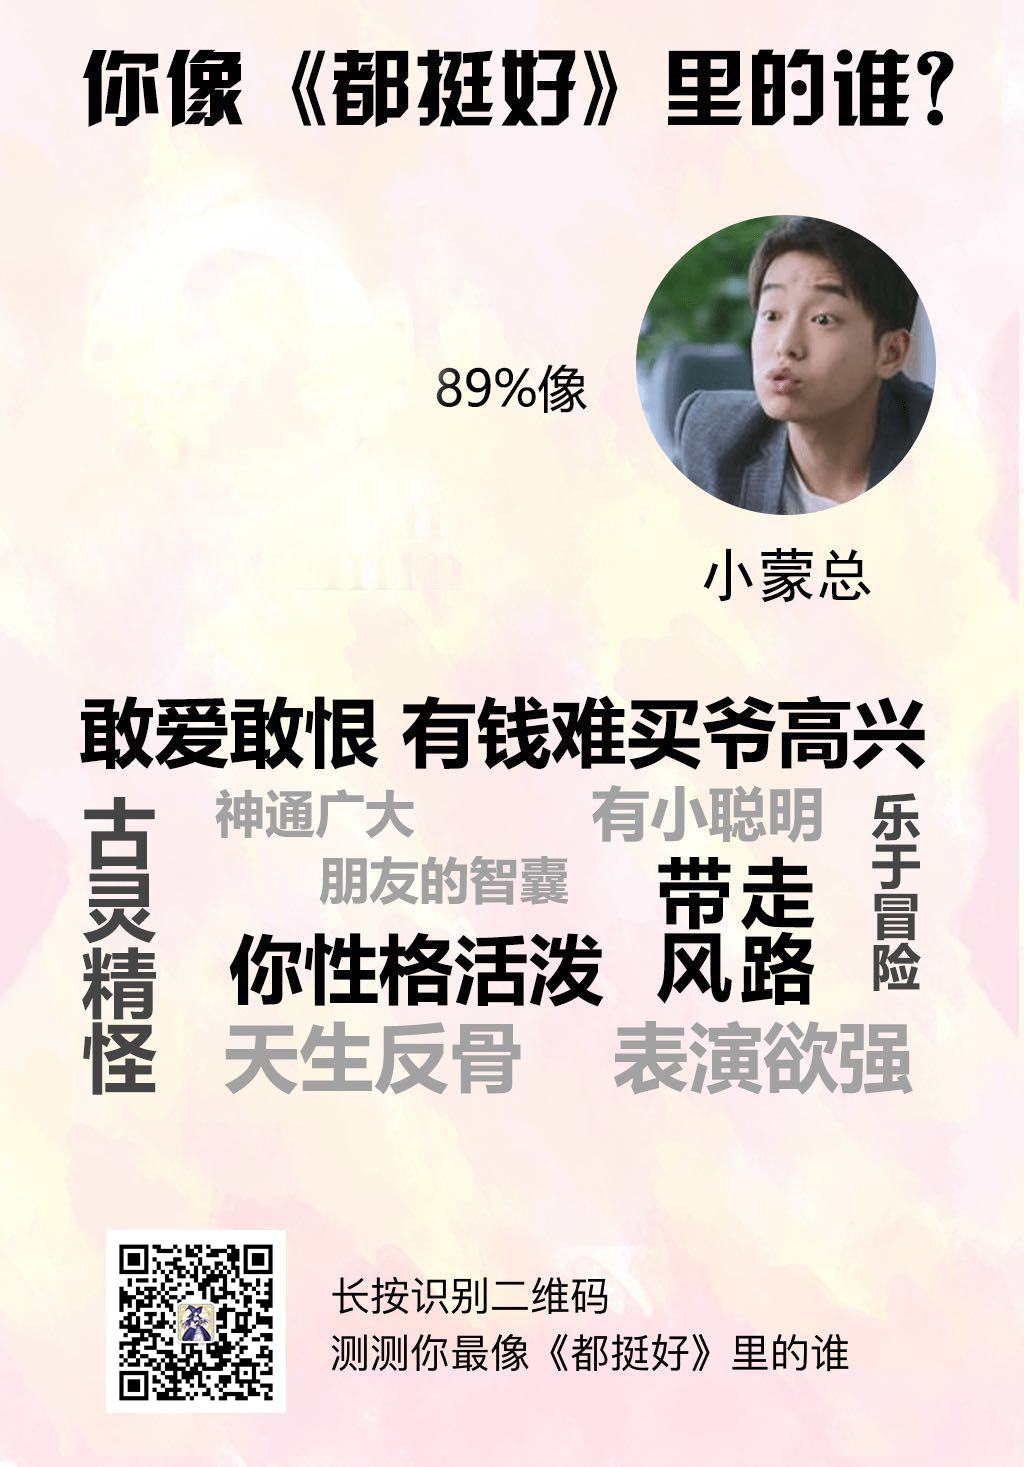 你像《都挺好》里的谁?
89%像
小蒙总
敢爱敢恨 有钱难买爷高兴
古灵精怪
神通广大
有小聪明
乐于冒险
朋友的智囊
带走
风路
你性格活泼
天生反骨
表演欲强
长按识别二维码
测测你最像《都挺好》里的谁